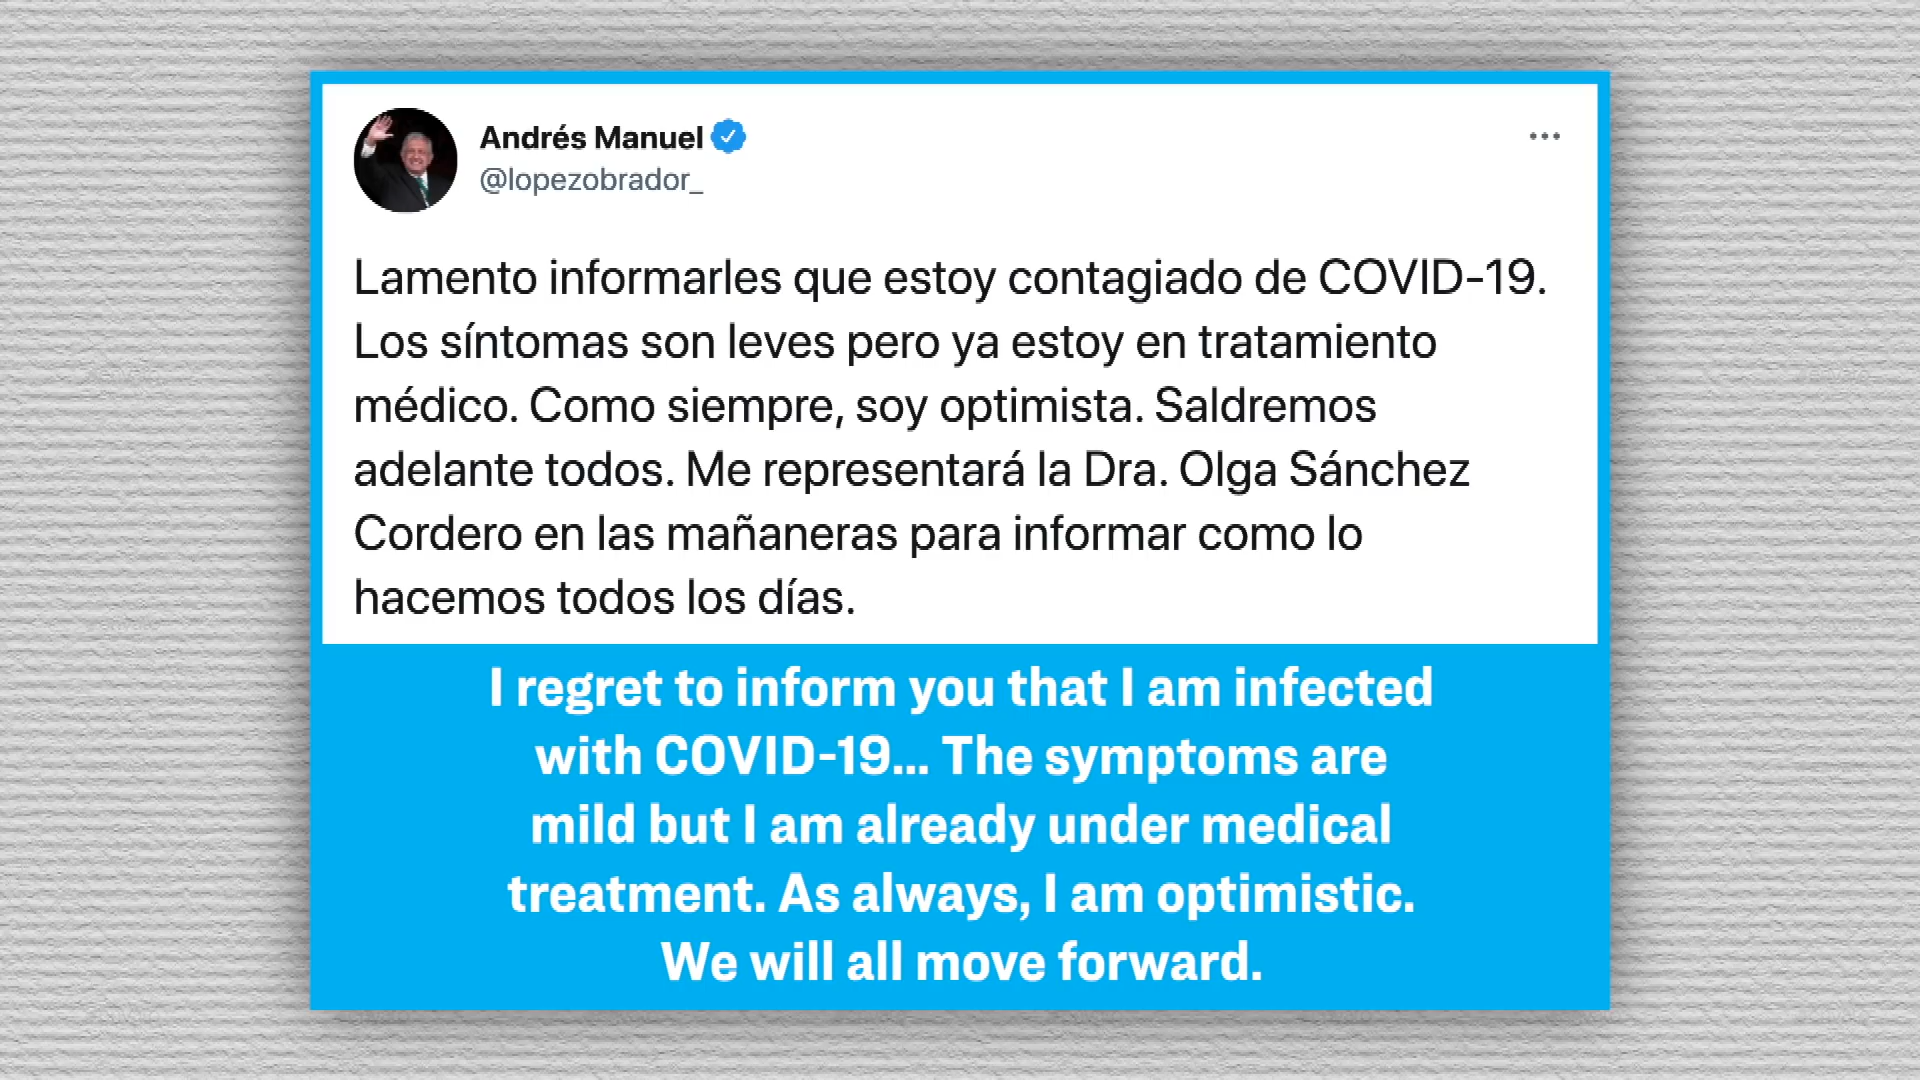 Andrés Manuel
@lopezobrador_
Lamento informarles que estoy contagiado de COVID-19.
Los síntomas son leves pero ya estoy en tratamiento
médico. Como siempre, soy optimista. Saldremos
adelante todos. Me representará la Dra. Olga Sánchez
Cordero en las mañaneras para informar como lo
hacemos todos los días.
I regret to inform you that I am infected
with COVID-19... The symptoms are
mild but I am already under medical
treatment. As always, I am optimistic.
We will all move forward.